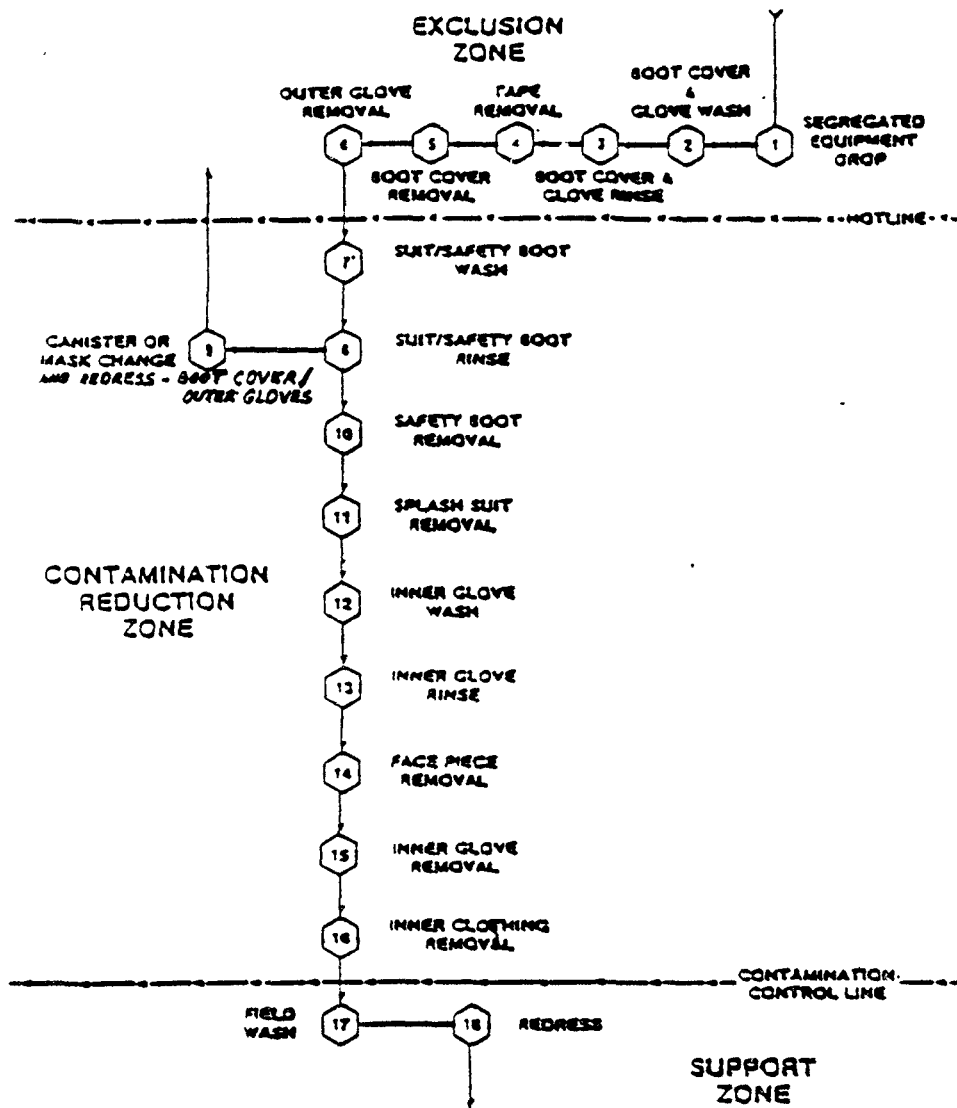 EXCLUSION
ZONE
BOOT COVER
&
GLOVE WASH
OUTER GLOVE
REMOVAL
TAPE
REMOVAL
SEGREGATED
EQUIPMENT
DROP
6
5
4
3
2
1
BOOT COVER
REMOVAL
BOOT COVER &
GLOVE RINSE
HOTLINE
7
SUIT/SAFETY BOOT
WASH
CANISTER OR
MASK CHANGE
AND REDRESS - BOOT COVER/
OUTER GLOVES
9
8
SUIT/SAFETY BOOT
RINSE
10
SAFETY BOOT
REMOVAL
11
SPLASH SUIT
REMOVAL
CONTAMINATION
REDUCTION
ZONE
12
INNER GLOVE
WASH
13
INNER GLOVE
RINSE
14
FACE PIECE
REMOVAL
15
INNER GLOVE
REMOVAL
16
INNER CLOTHING
REMOVAL
CONTAMINATION
CONTROL LINE
FIELD
WASH
17
18
REDRESS
SUPPORT
ZONE